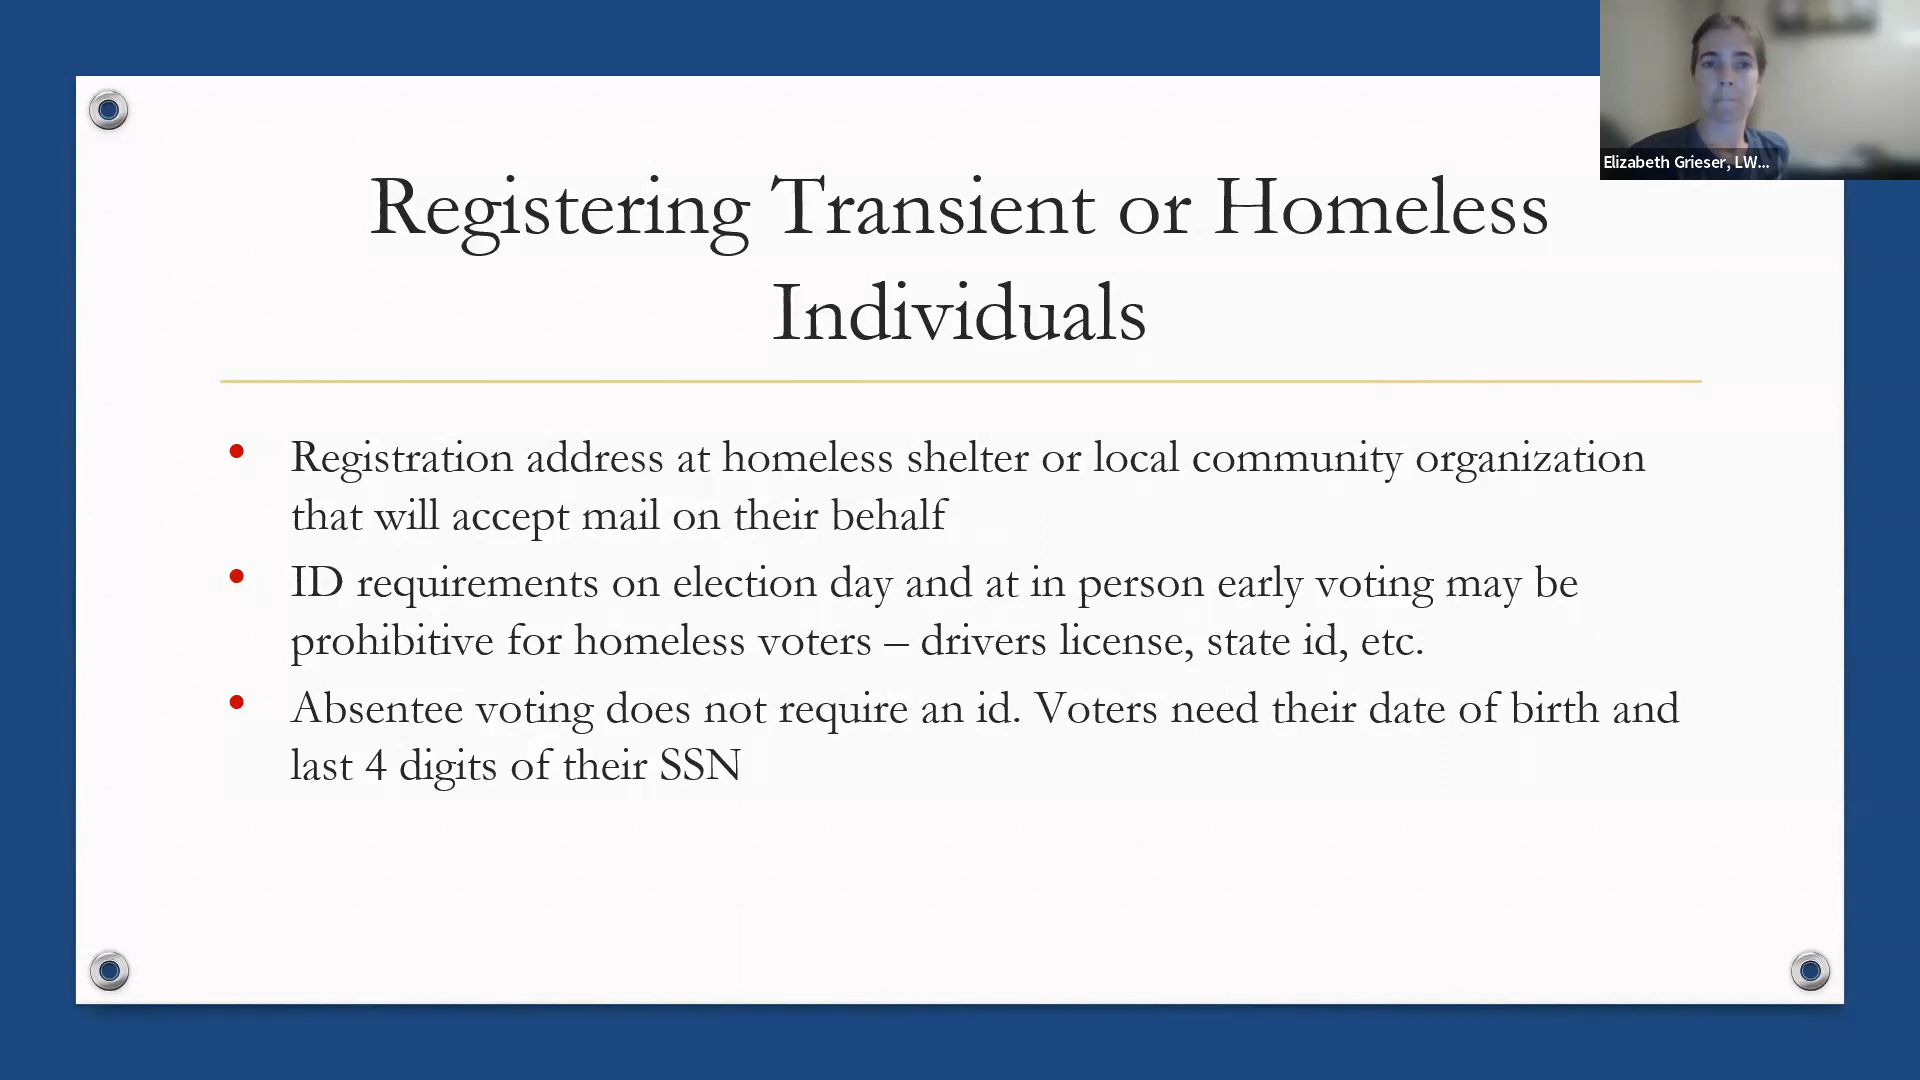 Elizabeth Grieser, LW...
Registering Transient or Homeless
Individuals
• Registration address at homeless shelter or local community organization
that will accept mail on their behalf
• ID requirements on election day and at in person early voting may be
prohibitive for homeless voters – drivers license, state id, etc.
• Absentee voting does not require an id. Voters need their date of birth and
last 4 digits of their SSN